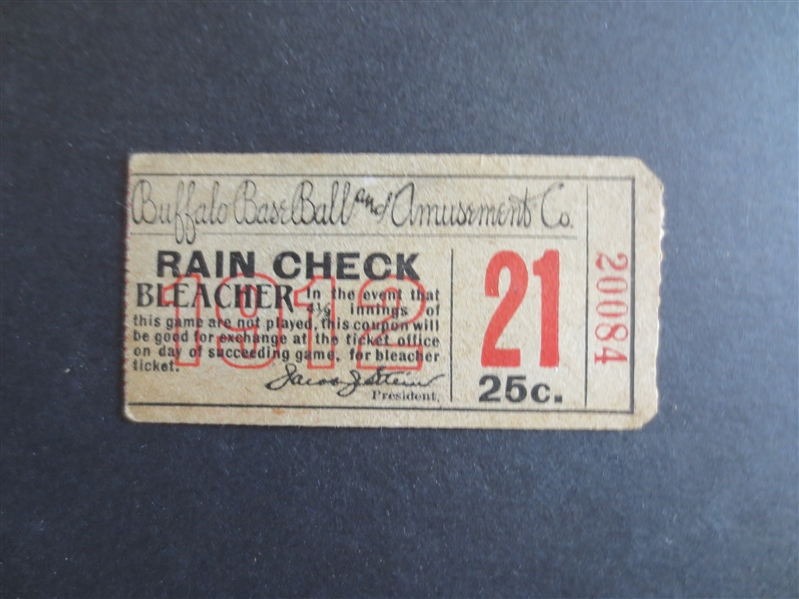 Buffalo Base Ball and Amusement Co.
RAIN CHECK
BLEACHER In the event that
4½ innings of
this game are not played, this coupon will
be good for exchange at the ticket office
on day of succeeding game, for bleacher
ticket.
Jacob J. Stein
President.
1912
21
25c.
20084